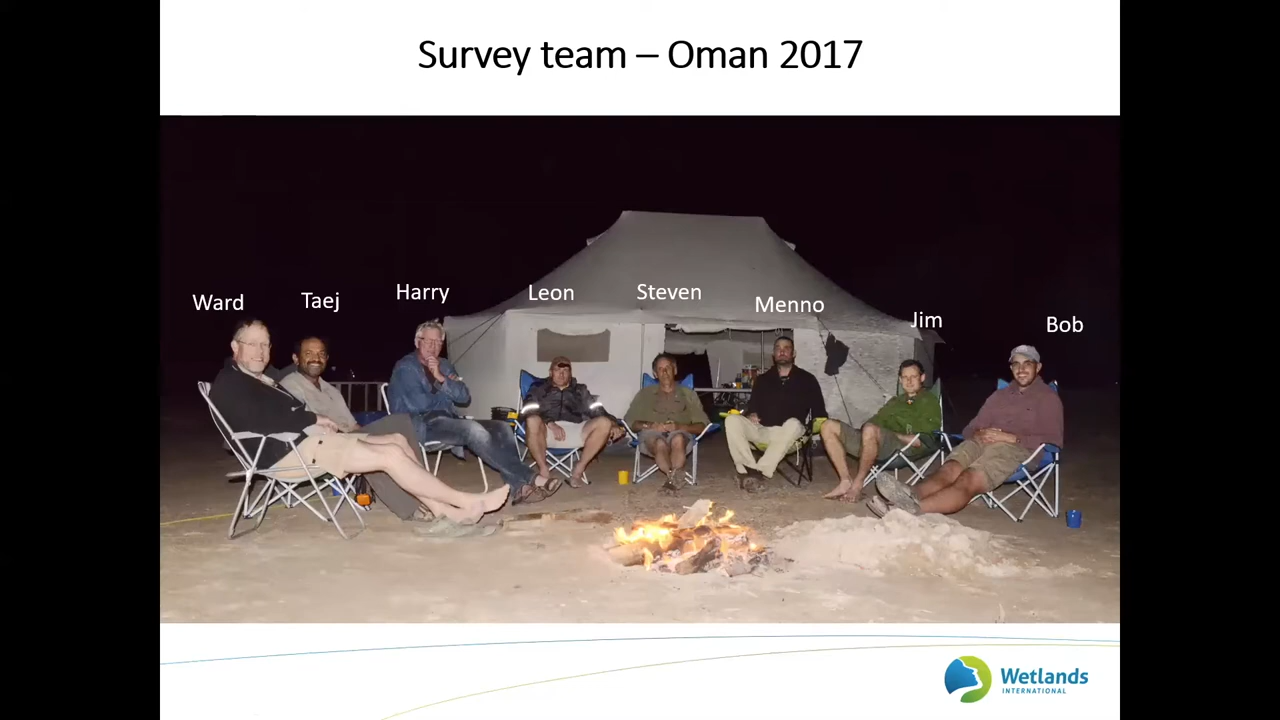 Survey team – Oman 2017
Ward Taej Harry Leon Steven Menno Jim Bob
Wetlands
INTERNATIONAL